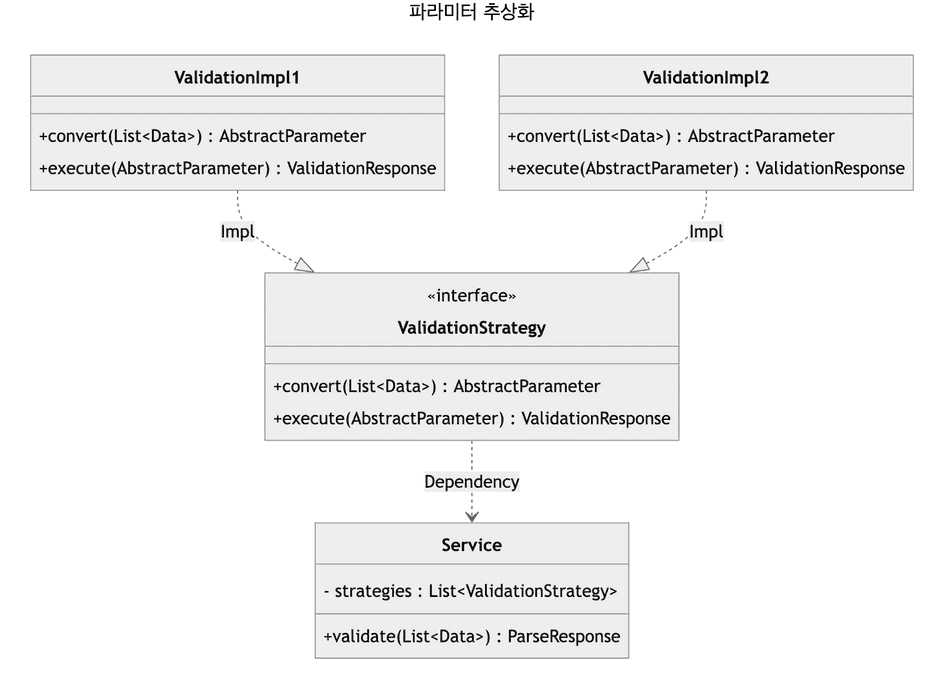 파라미터 추상화
ValidationImpl1
+convert(List<Data>) : AbstractParameter
+execute(AbstractParameter) : ValidationResponse
ValidationImpl2
+convert(List<Data>) : AbstractParameter
+execute(AbstractParameter) : ValidationResponse
Impl
Impl
«interface»
ValidationStrategy
+convert(List<Data>) : AbstractParameter
+execute(AbstractParameter) : ValidationResponse
Dependency
Service
- strategies : List<ValidationStrategy>
+validate(List<Data>) : ParseResponse